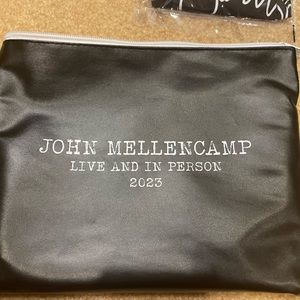 JOHN MELLENCAMP
LIVE AND IN PERSON
2023